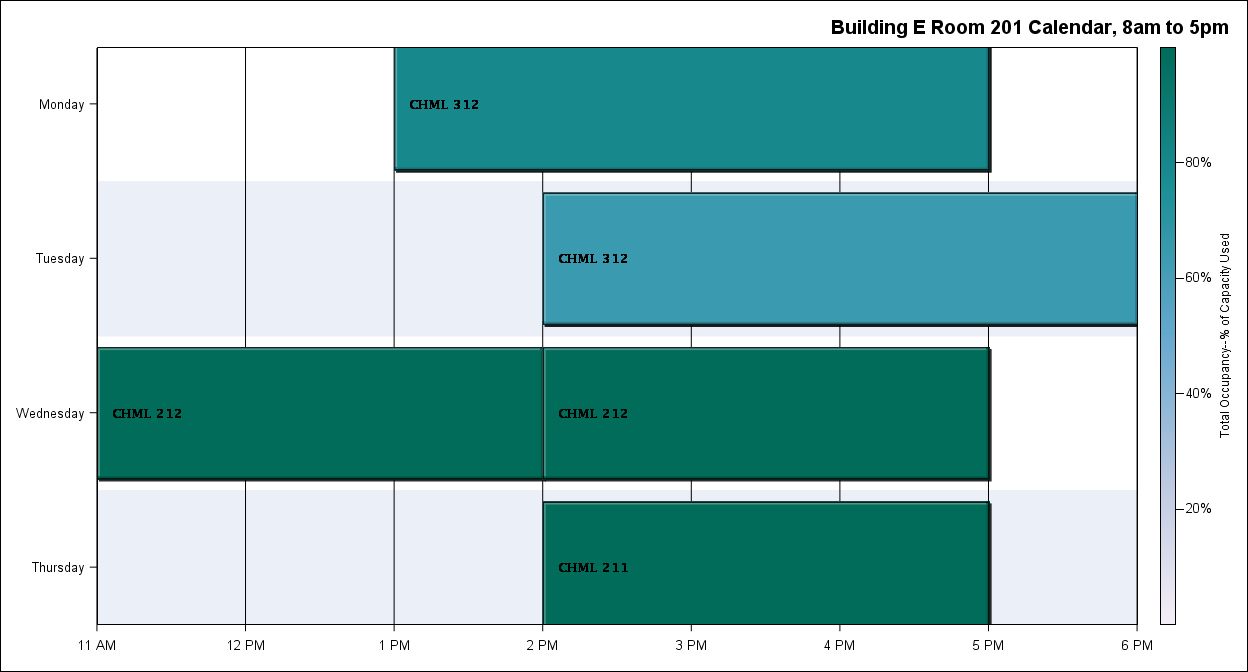 Building E Room 201 Calendar, 8am to 5pm
Monday
CHML 312
Tuesday
CHML 312
Wednesday
CHML 212
CHML 212
Thursday
CHML 211
11 AM
12 PM
1 PM
2 PM
3 PM
4 PM
5 PM
6 PM
80%
60%
40%
20%
Total Occupancy--% of Capacity Used